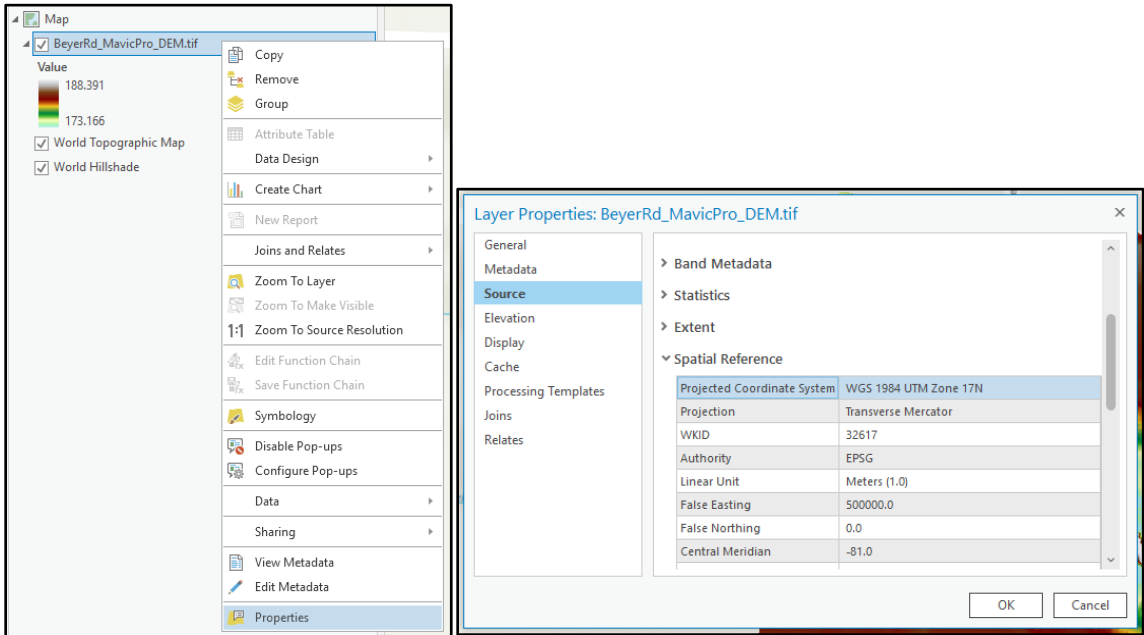 Map
BeyerRd_MavicPro_DEM.tif
Value
188.391
173.166
World Topographic Map
World Hillshade
Copy
Remove
Group
Attribute Table
Data Design
Create Chart
New Report
Joins and Relates
Zoom To Layer
Zoom To Make Visible
1:1 Zoom To Source Resolution
Edit Function Chain
Save Function Chain
Symbology
Disable Pop-ups
Configure Pop-ups
Data
Sharing
View Metadata
Edit Metadata
Properties
Layer Properties: BeyerRd_MavicPro_DEM.tif
General
Metadata
Source
Elevation
Display
Cache
Processing Templates
Joins
Relates
Band Metadata
Statistics
Extent
Spatial Reference
Projected Coordinate System WGS 1984 UTM Zone 17N
Projection Transverse Mercator
WKID 32617
Authority EPSG
Linear Unit Meters (1.0)
False Easting 500000.0
False Northing 0.0
Central Meridian -81.0
OK Cancel